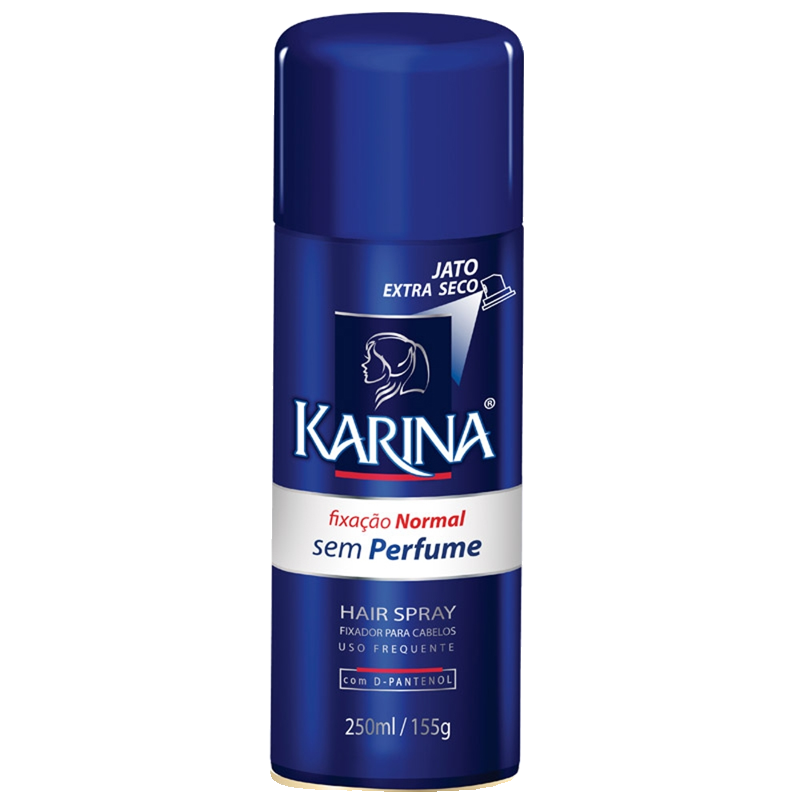 JATO
EXTRA SECO
KARINA®
fixação Normal
sem Perfume
HAIR SPRAY
FIXADOR PARA CABELOS
USO FREQUENTE
com D-PANTENOL
250ml / 155g